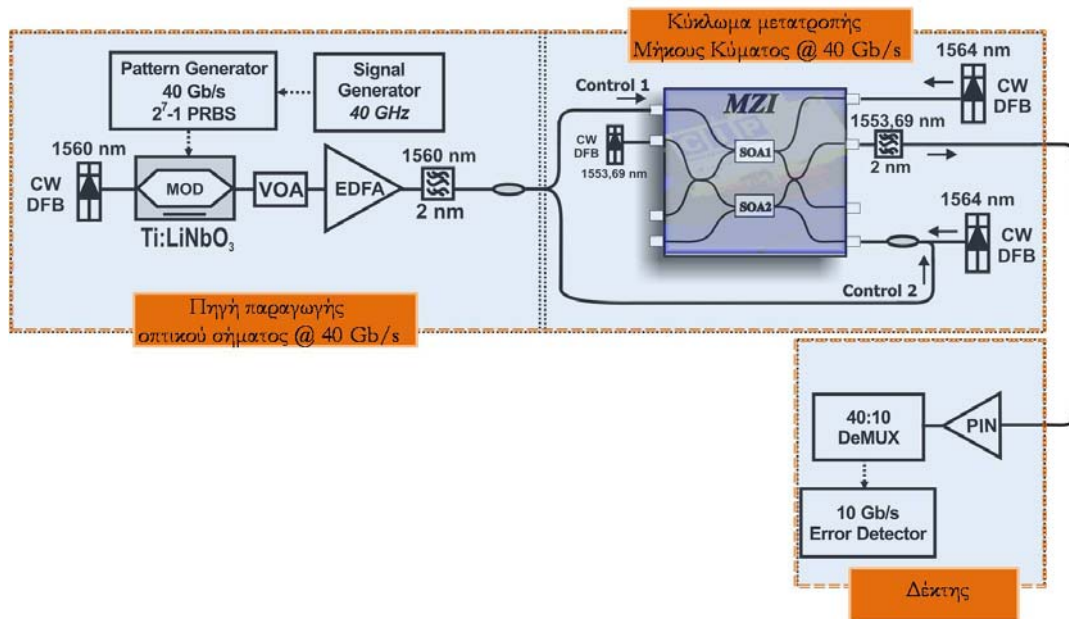 Κύκλωμα μετατροπής
Μήκους Κύματος @ 40 Gb/s
Pattern Generator
40 Gb/s
2⁷-1 PRBS
Signal
Generator
40 GHz
1560 nm
CW
DFB
MOD
Ti:LiNbO₃
VOA
EDFA
1560 nm
2 nm
Πηγή παραγωγής
οπτικού σήματος @ 40 Gb/s
Control 1
CW
DFB
1553,69 nm
MZI
SOA1
SOA2
1564 nm
CW
DFB
1553,69 nm
2 nm
1564 nm
CW
DFB
Control 2
40:10
DeMUX
PIN
10 Gb/s
Error Detector
Δέκτης